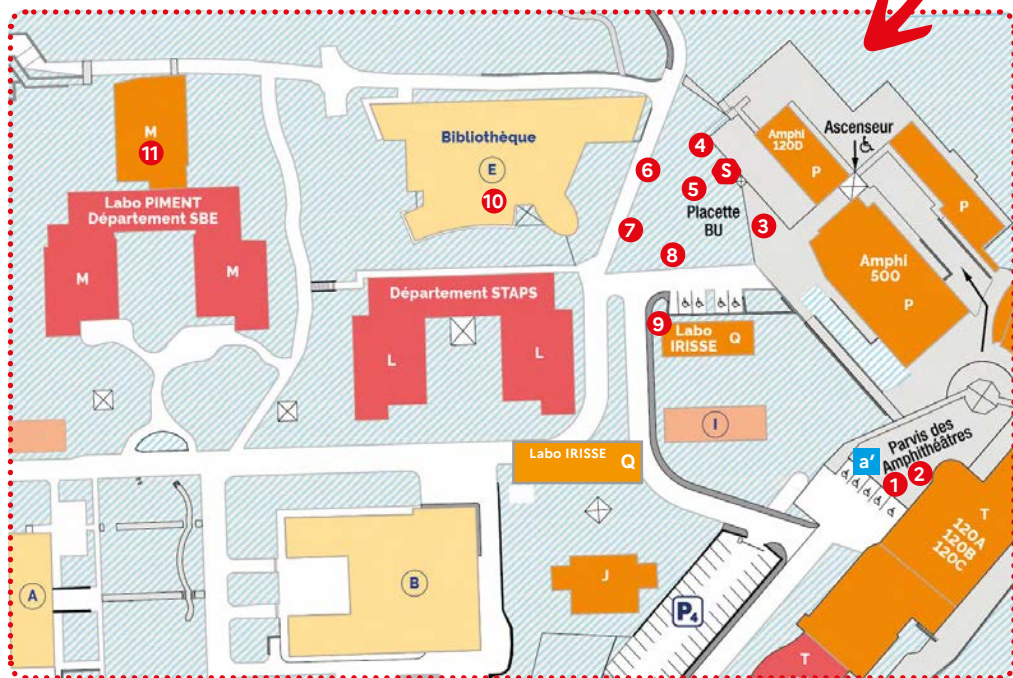 M
11
Labo PIMENT
Département SBE
M
M
Bibliothèque
E
10
Département STAPS
L
L
6
7
8
4
S
5
Placette
BU
3
Amphi
120D
P
Ascenseur
P
Amphi
500
P
9
Labo
IRISSE
Q
I
Labo IRISSE
Q
Parvis des
Amphithéâtres
a'
1
2
T
120A
120B
120C
T
A
B
J
P4